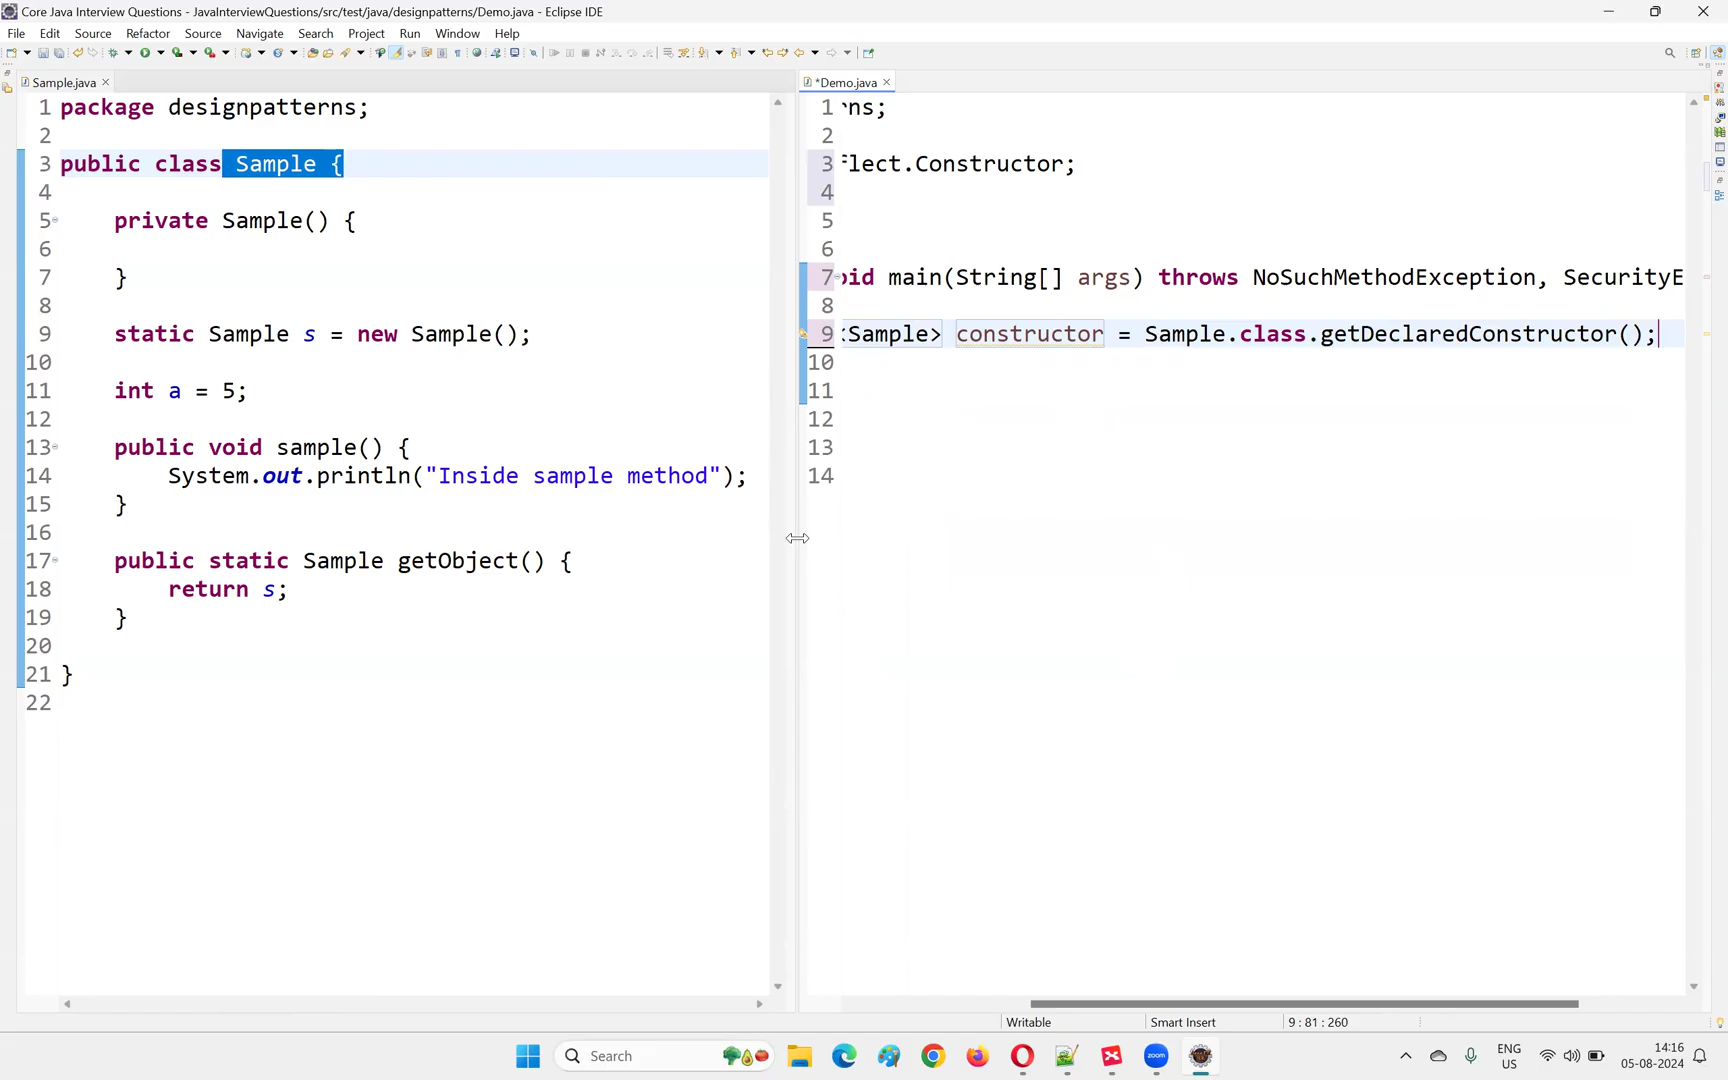 Core Java Interview Questions - JavaInterviewQuestions/src/test/java/designpatterns/Demo.java - Eclipse IDE
File Edit Source Refactor Source Navigate Search Project Run Window Help
Sample.java
1 package designpatterns;
2
3 public class Sample {
4
5 private Sample() {
6
7 }
8
9 static Sample s = new Sample();
10
11 int a = 5;
12
13 public void sample() {
14 System.out.println("Inside sample method");
15 }
16
17 public static Sample getObject() {
18 return s;
19 }
20
21 }
22
*Demo.java
1 rns;
2
3 flect.Constructor;
4
5
6
7 oid main(String[] args) throws NoSuchMethodException, SecurityE
8
9 <Sample> constructor = Sample.class.getDeclaredConstructor();
10
11
12
13
14
Writable Smart Insert 9 : 81 : 260
Search
zoom
ENG
US
14:16
05-08-2024